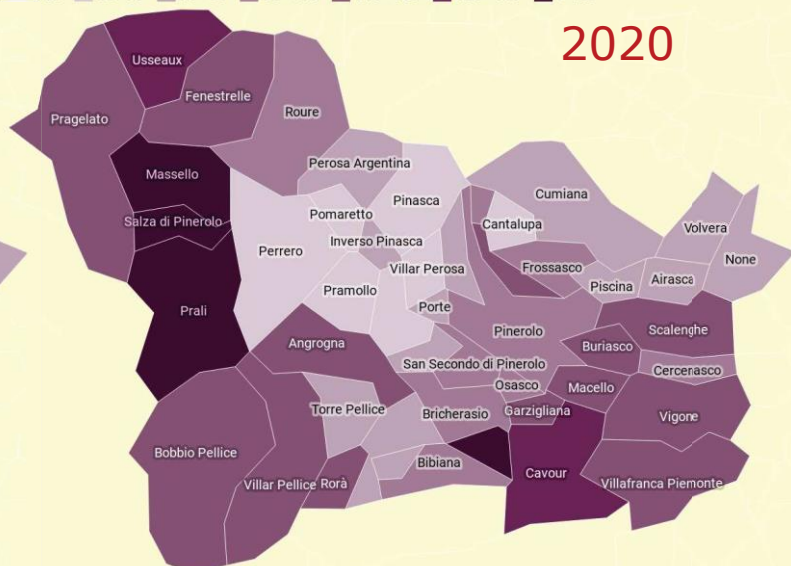 2020
Usseaux
Fenestrelle
Pragelato
Roure
Perosa Argentina
Massello
Cumiana
Pinasca
Pomaretto
Salza di Pinerolo
Cantalupa
Volvera
Inverso Pinasca
Perrero
None
Villar Perosa
Frossasco
Airasca
Piscina
Pramollo
Porte
Prali
Pinerolo
Scalenghe
Angrogna
Buriasco
San Secondo di Pinerolo
Cercenasco
Osasco
Macello
Torre Pellice
Bricherasio
Garzigliana
Vigone
Bobbio Pellice
Bibiana
Cavour
Villar Pellice
Rorà
Villafranca Piemonte